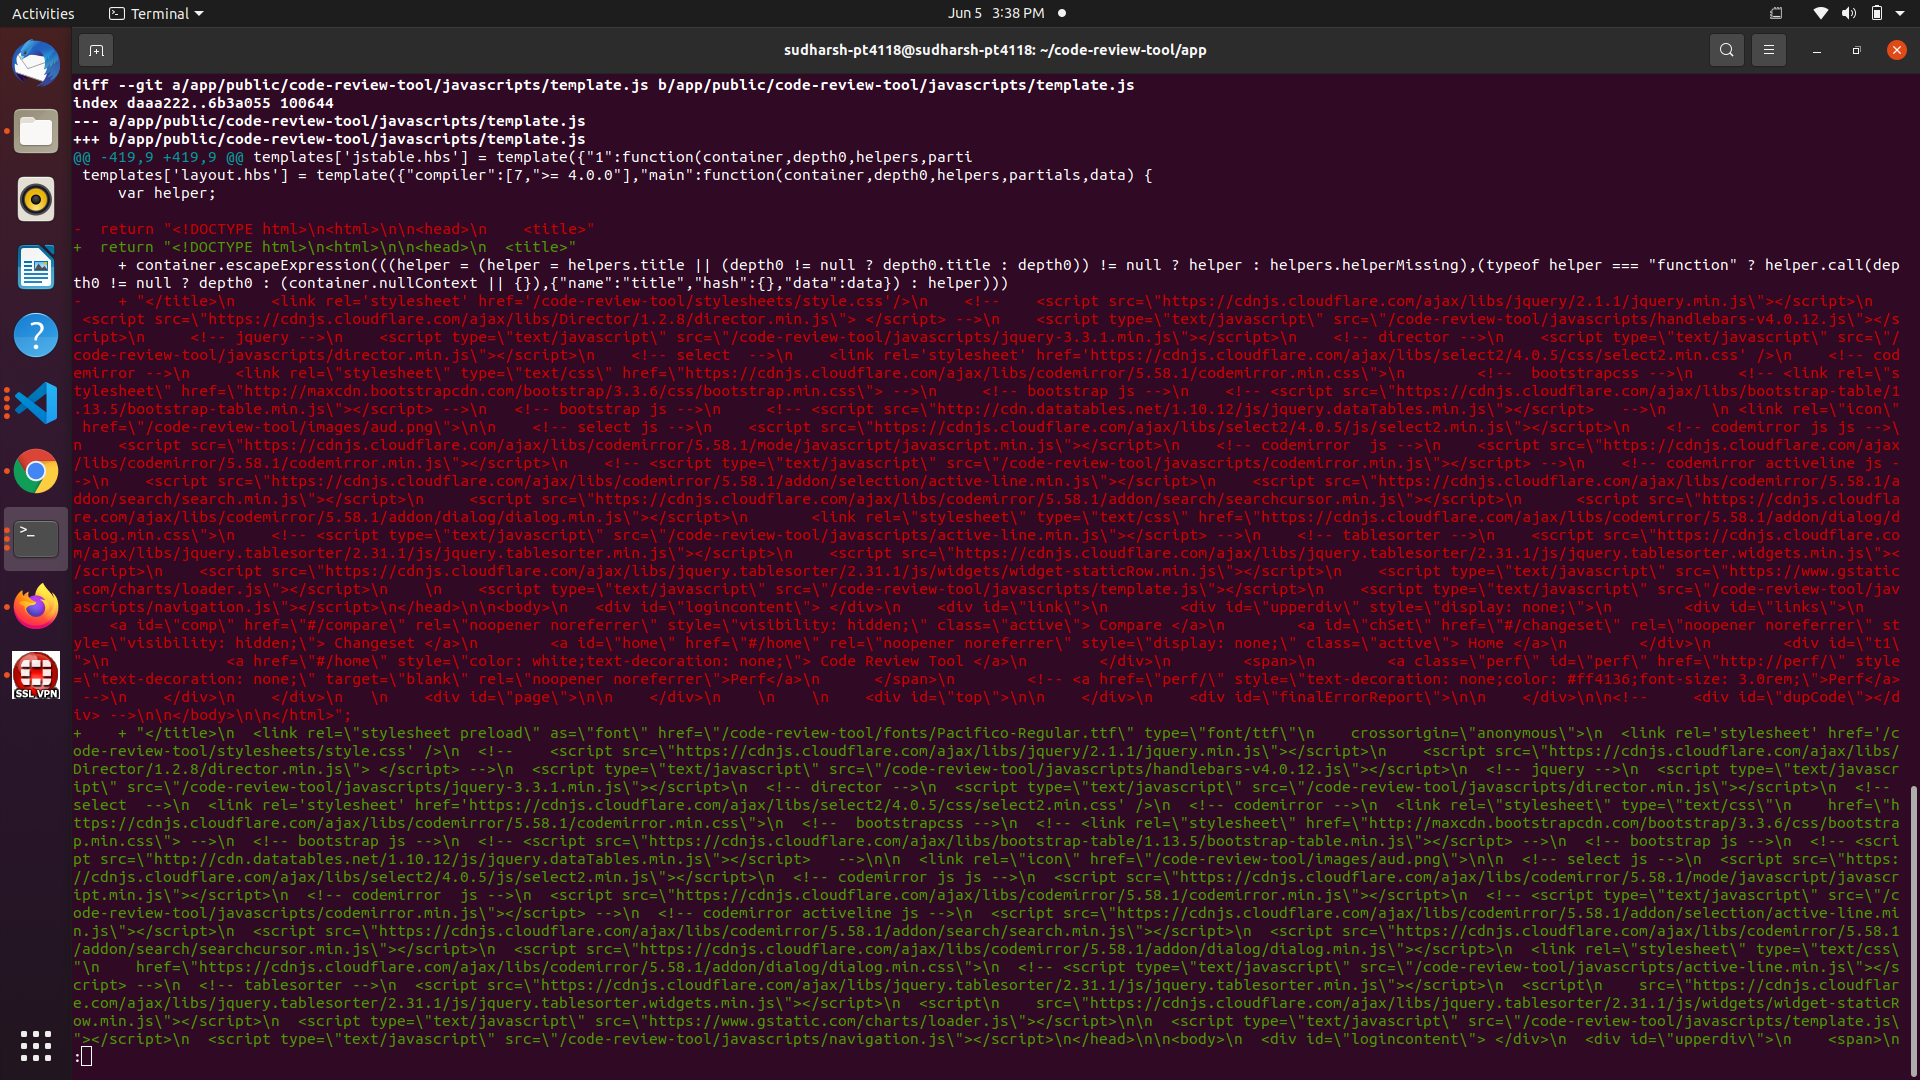 Activities
Terminal
Jun 5 3:38 PM
sudharsh-pt4118@sudharsh-pt4118: ~/code-review-tool/app
diff --git a/app/public/code-review-tool/javascripts/template.js b/app/public/code-review-tool/javascripts/template.js
index daaa222..6b3a055 100644
--- a/app/public/code-review-tool/javascripts/template.js
+++ b/app/public/code-review-tool/javascripts/template.js
@@ -419,9 +419,9 @@ templates['jstable.hbs'] = template({"1":function(container,depth0,helpers,parti
 templates['layout.hbs'] = template({"compiler":[7,">= 4.0.0"],"main":function(container,depth0,helpers,partials,data) {
     var helper;
-  return "<!DOCTYPE html>\n<html>\n\n<head>\n    <title>"
+  return "<!DOCTYPE html>\n<html>\n\n<head>\n  <title>"
     + container.escapeExpression(((helper = (helper = helpers.title || (depth0 != null ? depth0.title : depth0)) != null ? helper : helpers.helperMissing),(typeof helper === "function" ? helper.call(dep
th0 != null ? depth0 : (container.nullContext || {}),{"name":"title","hash":{},"data":data}) : helper)))
-    + "</title>\n    <link rel='stylesheet' href='/code-review-tool/stylesheets/style.css'/>\n    <!--    <script src=\"https://cdnjs.cloudflare.com/ajax/libs/jquery/2.1.1/jquery.min.js\"></script>\n
 <script src=\"https://cdnjs.cloudflare.com/ajax/libs/Director/1.2.8/director.min.js\"> </script> -->\n    <script type=\"text/javascript\" src=\"/code-review-tool/javascripts/handlebars-v4.0.12.js\"></s
cript>\n     <!-- jquery -->\n    <script type=\"text/javascript\" src=\"/code-review-tool/javascripts/jquery-3.3.1.min.js\"></script>\n    <!-- director -->\n    <script type=\"text/javascript\" src=\"/
code-review-tool/javascripts/director.min.js\"></script>\n    <!-- select  -->\n    <link rel='stylesheet' href='https://cdnjs.cloudflare.com/ajax/libs/select2/4.0.5/css/select2.min.css' />\n    <!-- cod
emirror -->\n     <link rel=\"stylesheet\" type=\"text/css\" href=\"https://cdnjs.cloudflare.com/ajax/libs/codemirror/5.58.1/codemirror.min.css\">\n        <!--  bootstrapcss -->\n     <!-- <link rel=\"s
tylesheet\" href=\"http://maxcdn.bootstrapcdn.com/bootstrap/3.3.6/css/bootstrap.min.css\"> -->\n     <!-- bootstrap js -->\n    <!-- <script src=\"https://cdnjs.cloudflare.com/ajax/libs/bootstrap-table/1
.13.5/bootstrap-table.min.js\"></script> -->\n   <!-- bootstrap js -->\n     <!-- <script src=\"http://cdn.datatables.net/1.10.12/js/jquery.dataTables.min.js\"></script>   -->\n      \n <link rel=\"icon\"
 href=\"/code-review-tool/images/aud.png\">\n\n    <!-- select js -->\n    <script src=\"https://cdnjs.cloudflare.com/ajax/libs/select2/4.0.5/js/select2.min.js\"></script>\n    <!-- codemirror js js -->\
n    <script scr=\"https://cdnjs.cloudflare.com/ajax/libs/codemirror/5.58.1/mode/javascript/javascript.min.js\"></script>\n    <!-- codemirror  js -->\n    <script src=\"https://cdnjs.cloudflare.com/ajax
/libs/codemirror/5.58.1/codemirror.min.js\"></script>\n    <!-- <script type=\"text/javascript\" src=\"/code-review-tool/javascripts/codemirror.min.js\"></script> -->\n    <!-- codemirror activeline js -
->\n    <script src=\"https://cdnjs.cloudflare.com/ajax/libs/codemirror/5.58.1/addon/selection/active-line.min.js\"></script>\n     <script src=\"https://cdnjs.cloudflare.com/ajax/libs/codemirror/5.58.1/a
ddon/search/search.min.js\"></script>\n      <script src=\"https://cdnjs.cloudflare.com/ajax/libs/codemirror/5.58.1/addon/search/searchcursor.min.js\"></script>\n      <script src=\"https://cdnjs.cloudfla
re.com/ajax/libs/codemirror/5.58.1/addon/dialog/dialog.min.js\"></script>\n       <link rel=\"stylesheet\" type=\"text/css\" href=\"https://cdnjs.cloudflare.com/ajax/libs/codemirror/5.58.1/addon/dialog/d
ialog.min.css\">\n    <!-- <script type=\"text/javascript\" src=\"/code-review-tool/javascripts/active-line.min.js\"></script> -->\n    <!-- tablesorter -->\n    <script src=\"https://cdnjs.cloudflare.co
m/ajax/libs/jquery.tablesorter/2.31.1/js/jquery.tablesorter.min.js\"></script>\n     <script src=\"https://cdnjs.cloudflare.com/ajax/libs/jquery.tablesorter/2.31.1/js/jquery.tablesorter.widgets.min.js\"><
/script>\n    <script src=\"https://cdnjs.cloudflare.com/ajax/libs/jquery.tablesorter/2.31.1/js/widgets/widget-staticRow.min.js\"></script>\n    <script type=\"text/javascript\" src=\"https://www.gstatic
.com/charts/loader.js\"></script>\n    \n    <script type=\"text/javascript\" src=\"/code-review-tool/javascripts/template.js\"></script>\n    <script type=\"text/javascript\" src=\"/code-review-tool/jav
ascripts/navigation.js\"></script>\n</head>\n\n<body>\n   <div id=\"logincontent\"> </div>\n    <div id=\"link\">\n        <div id=\"upperdiv\" style=\"display: none;\">\n        <div id=\"links\">\n
    <a id=\"comp\" href=\"#/compare\" rel=\"noopener noreferrer\" style=\"visibility: hidden;\" class=\"active\"> Compare </a>\n        <a id=\"chSet\" href=\"#/changeset\" rel=\"noopener noreferrer\" st
yle=\"visibility: hidden;\"> Changeset </a>\n        <a id=\"home\" href=\"#/home\" rel=\"noopener noreferrer\" style=\"display: none;\" class=\"active\"> Home </a>\n        </div>\n        <div id=\"t1\
">\n             <a href=\"#/home\" style=\"color: white;text-decoration: none;\"> Code Review Tool </a>\n        </div>\n        <span>\n      <a class=\"perf\" id=\"perf\" href=\"http://perf/\" style
=\"text-decoration: none;\" target=\"blank\" rel=\"noopener noreferrer\">Perf</a>\n         </span>\n        <!-- <a href=\"perf/\" style=\"text-decoration: none;color: #ff4136;font-size: 3.0rem;\">Perf</a>
 -->\n    </div>\n    </div>\n   \n    <div id=\"page\">\n\n    </div>\n    \n    \n    <div id=\"top\">\n\n    </div>\n    <div id=\"finalErrorReport\">\n\n    </div>\n\n<!--     <div id=\"dupCode\"></d
iv> -->\n\n</body>\n\n</html>";
+    + "</title>\n  <link rel=\"stylesheet preload\" as=\"font\" href=\"/code-review-tool/fonts/Pacifico-Regular.ttf\" type=\"font/ttf\"\n    crossorigin=\"anonymous\">\n  <link rel='stylesheet' href='/c
ode-review-tool/stylesheets/style.css' />\n  <!--    <script src=\"https://cdnjs.cloudflare.com/ajax/libs/jquery/2.1.1/jquery.min.js\"></script>\n    <script src=\"https://cdnjs.cloudflare.com/ajax/libs/
Director/1.2.8/director.min.js\"> </script> -->\n  <script type=\"text/javascript\" src=\"/code-review-tool/javascripts/handlebars-v4.0.12.js\"></script>\n  <!-- jquery -->\n  <script type=\"text/javascr
ipt\" src=\"/code-review-tool/javascripts/jquery-3.3.1.min.js\"></script>\n  <!-- director -->\n  <script type=\"text/javascript\" src=\"/code-review-tool/javascripts/director.min.js\"></script>\n  <!-- 
select  -->\n  <link rel='stylesheet' href='https://cdnjs.cloudflare.com/ajax/libs/select2/4.0.5/css/select2.min.css' />\n  <!-- codemirror -->\n  <link rel=\"stylesheet\" type=\"text/css\"\n    href=\"h
ttps://cdnjs.cloudflare.com/ajax/libs/codemirror/5.58.1/codemirror.min.css\">\n  <!--  bootstrapcss -->\n  <!-- <link rel=\"stylesheet\" href=\"http://maxcdn.bootstrapcdn.com/bootstrap/3.3.6/css/bootstra
p.min.css\"> -->\n  <!-- bootstrap js -->\n  <!-- <script src=\"https://cdnjs.cloudflare.com/ajax/libs/bootstrap-table/1.13.5/bootstrap-table.min.js\"></script> -->\n  <!-- bootstrap js -->\n  <!-- <scri
pt src=\"http://cdn.datatables.net/1.10.12/js/jquery.dataTables.min.js\"></script>   -->\n\n  <link rel=\"icon\" href=\"/code-review-tool/images/aud.png\">\n\n  <!-- select js -->\n  <script src=\"https:
//cdnjs.cloudflare.com/ajax/libs/select2/4.0.5/js/select2.min.js\"></script>\n  <!-- codemirror js js -->\n  <script scr=\"https://cdnjs.cloudflare.com/ajax/libs/codemirror/5.58.1/mode/javascript/javasc
ript.min.js\"></script>\n  <!-- codemirror  js -->\n  <script src=\"https://cdnjs.cloudflare.com/ajax/libs/codemirror/5.58.1/codemirror.min.js\"></script>\n  <!-- <script type=\"text/javascript\" src=\"/c
ode-review-tool/javascripts/codemirror.min.js\"></script> -->\n  <!-- codemirror activeline js -->\n  <script src=\"https://cdnjs.cloudflare.com/ajax/libs/codemirror/5.58.1/addon/selection/active-line.mi
n.js\"></script>\n  <script src=\"https://cdnjs.cloudflare.com/ajax/libs/codemirror/5.58.1/addon/search/search.min.js\"></script>\n  <script src=\"https://cdnjs.cloudflare.com/ajax/libs/codemirror/5.58.1
/addon/search/searchcursor.min.js\"></script>\n  <script src=\"https://cdnjs.cloudflare.com/ajax/libs/codemirror/5.58.1/addon/dialog/dialog.min.js\"></script>\n  <link rel=\"stylesheet\" type=\"text/css\
"\n    href=\"https://cdnjs.cloudflare.com/ajax/libs/codemirror/5.58.1/addon/dialog/dialog.min.css\">\n  <!-- <script type=\"text/javascript\" src=\"/code-review-tool/javascripts/active-line.min.js\"></s
cript> -->\n  <!-- tablesorter -->\n  <script src=\"https://cdnjs.cloudflare.com/ajax/libs/jquery.tablesorter/2.31.1/js/jquery.tablesorter.min.js\"></script>\n  <script\n    src=\"https://cdnjs.cloudflar
e.com/ajax/libs/jquery.tablesorter/2.31.1/js/jquery.tablesorter.widgets.min.js\"></script>\n  <script\n    src=\"https://cdnjs.cloudflare.com/ajax/libs/jquery.tablesorter/2.31.1/js/widgets/widget-staticR
ow.min.js\"></script>\n  <script type=\"text/javascript\" src=\"https://www.gstatic.com/charts/loader.js\"></script>\n\n  <script type=\"text/javascript\" src=\"/code-review-tool/javascripts/template.js\
"></script>\n  <script type=\"text/javascript\" src=\"/code-review-tool/javascripts/navigation.js\"></script>\n</head>\n\n<body>\n  <div id=\"logincontent\"> </div>\n  <div id=\"upperdiv\">\n    <span>\n
:
SSL VPN